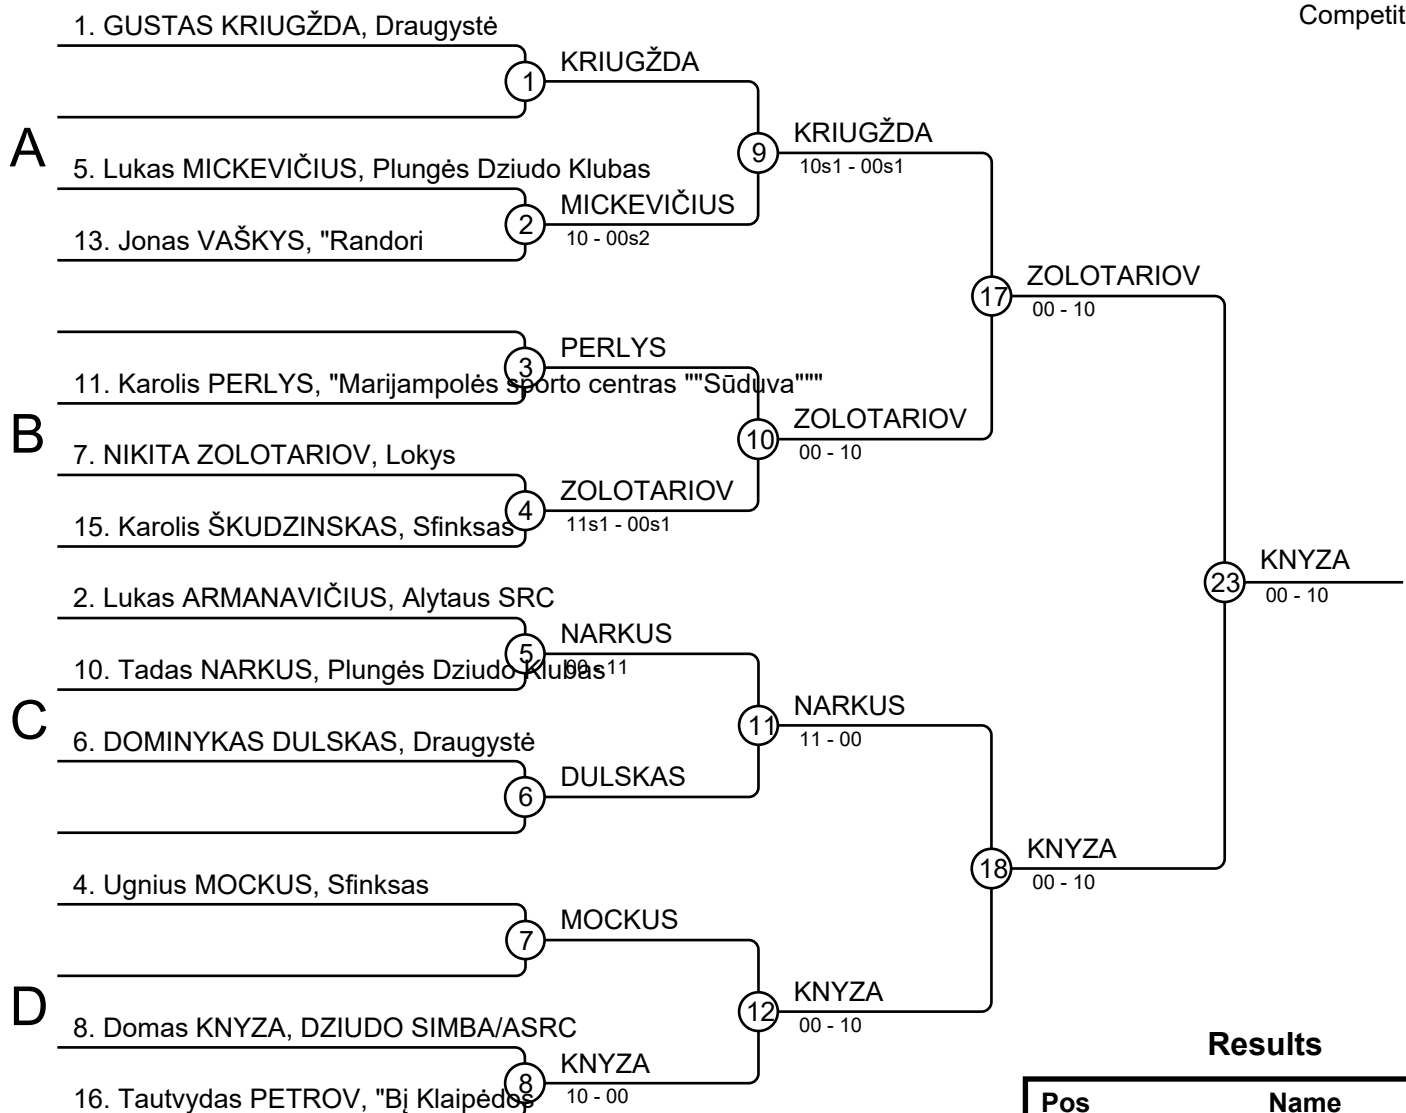 Competit
1. GUSTAS KRIUGŽDA, Draugystė
1
KRIUGŽDA
A
9
KRIUGŽDA
10s1 - 00s1
5. Lukas MICKEVIČIUS, Plungės Dziudo Klubas
2
MICKEVIČIUS
10 - 00s2
13. Jonas VAŠKYS, "Randori
17
ZOLOTARIOV
00 - 10
3
PERLYS
11. Karolis PERLYS, "Marijampolės sporto centras ""Sūduva"""
B
10
ZOLOTARIOV
00 - 10
7. NIKITA ZOLOTARIOV, Lokys
4
ZOLOTARIOV
11s1 - 00s1
15. Karolis ŠKUDZINSKAS, Sfinksas
23
KNYZA
00 - 10
2. Lukas ARMANAVIČIUS, Alytaus SRC
5
NARKUS
00 - 11
10. Tadas NARKUS, Plungės Dziudo Klubas
C
11
NARKUS
11 - 00
6. DOMINYKAS DULSKAS, Draugystė
6
DULSKAS
18
KNYZA
00 - 10
4. Ugnius MOCKUS, Sfinksas
7
MOCKUS
D
12
KNYZA
00 - 10
8. Domas KNYZA, DZIUDO SIMBA/ASRC
8
KNYZA
10 - 00
16. Tautvydas PETROV, "Bį Klaipėdos
Results
Pos Name